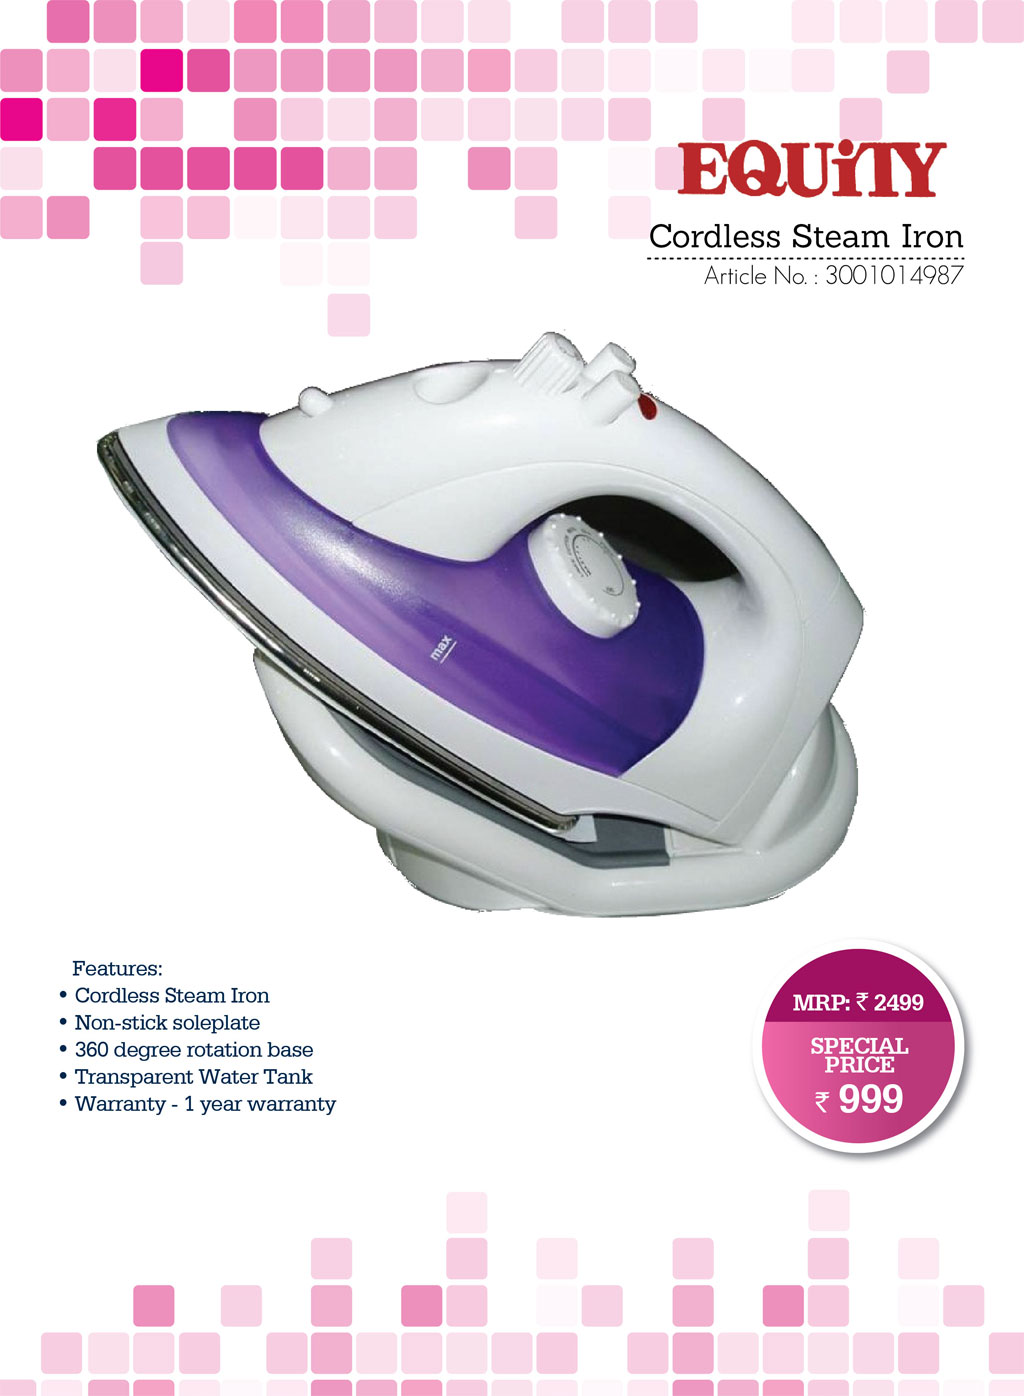 EQUiTY
Cordless Steam Iron
Article No. : 3001014987
max
Features:
• Cordless Steam Iron
• Non-stick soleplate
• 360 degree rotation base
• Transparent Water Tank
• Warranty - 1 year warranty
MRP: ₹ 2499
SPECIAL
PRICE
₹ 999